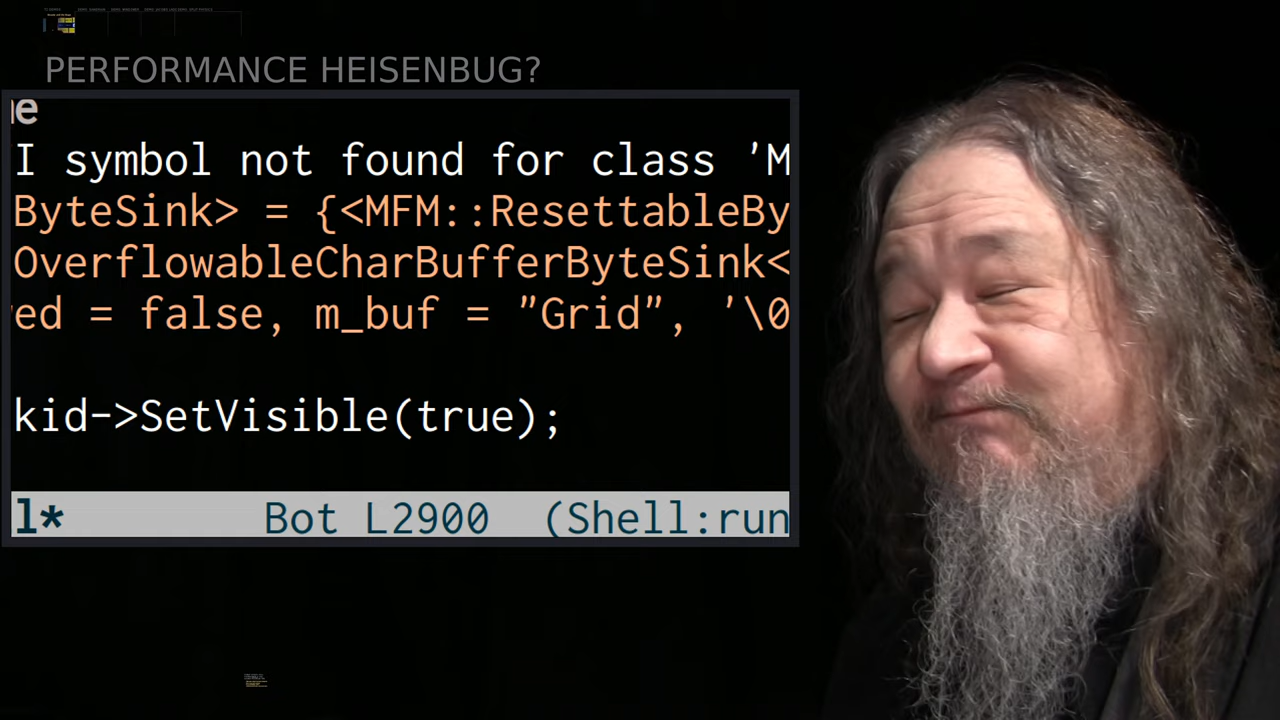 PERFORMANCE HEISENBUG?
e
I symbol not found for class 'M
ByteSink> = {<MFM::ResettableBy
OverflowableCharBufferByteSink<
ed = false, m_buf = "Grid", '\0
kid->SetVisible(true);
l* Bot L2900 (Shell:run